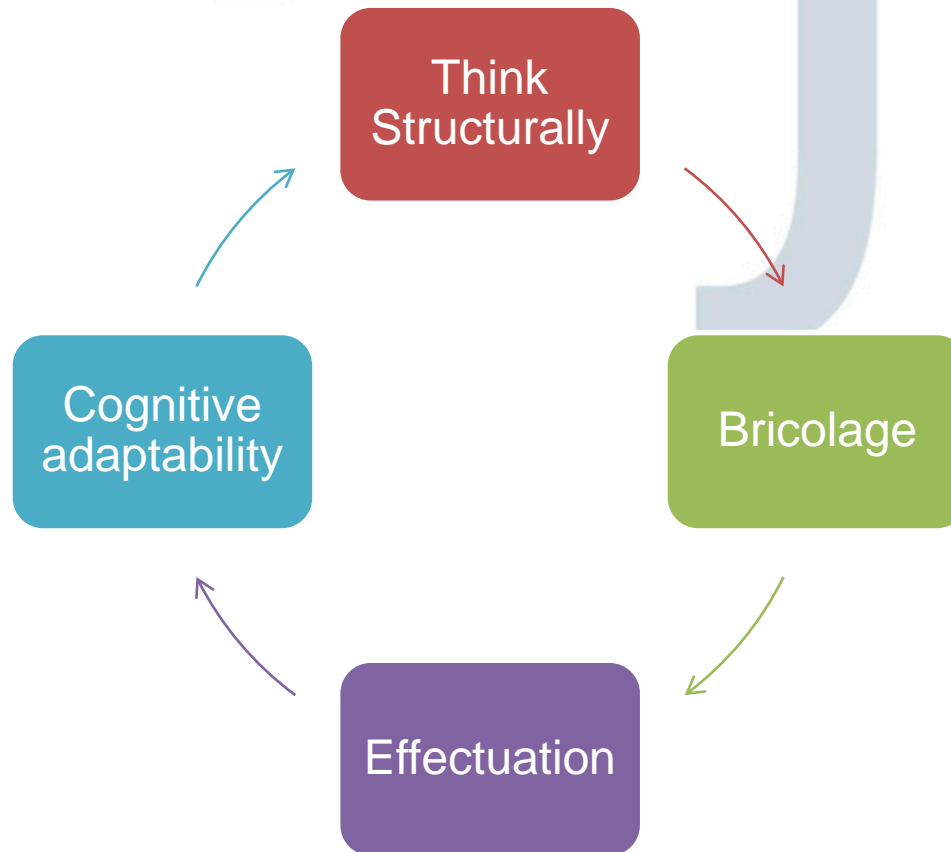 Think
Structurally
Cognitive
adaptability
Bricolage
Effectuation